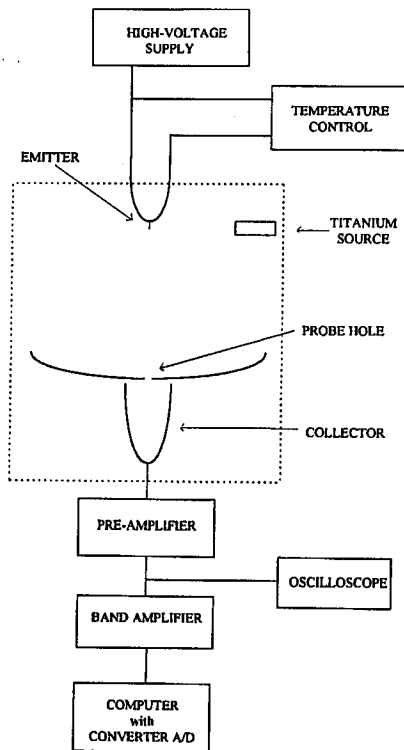 HIGH-VOLTAGE
SUPPLY
TEMPERATURE
CONTROL
EMITTER
TITANIUM
SOURCE
PROBE HOLE
COLLECTOR
PRE-AMPLIFIER
OSCILLOSCOPE
BAND AMPLIFIER
COMPUTER
with
CONVERTER A/D